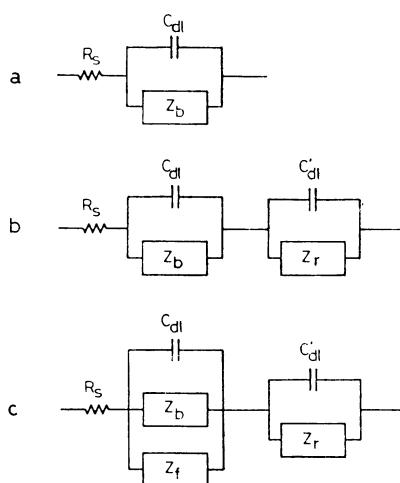 a
R_s
C_dl
Z_b
b
R_s
C_dl
Z_b
C'_dl
Z_r
c
R_s
C_dl
Z_b
Z_f
C'_dl
Z_r